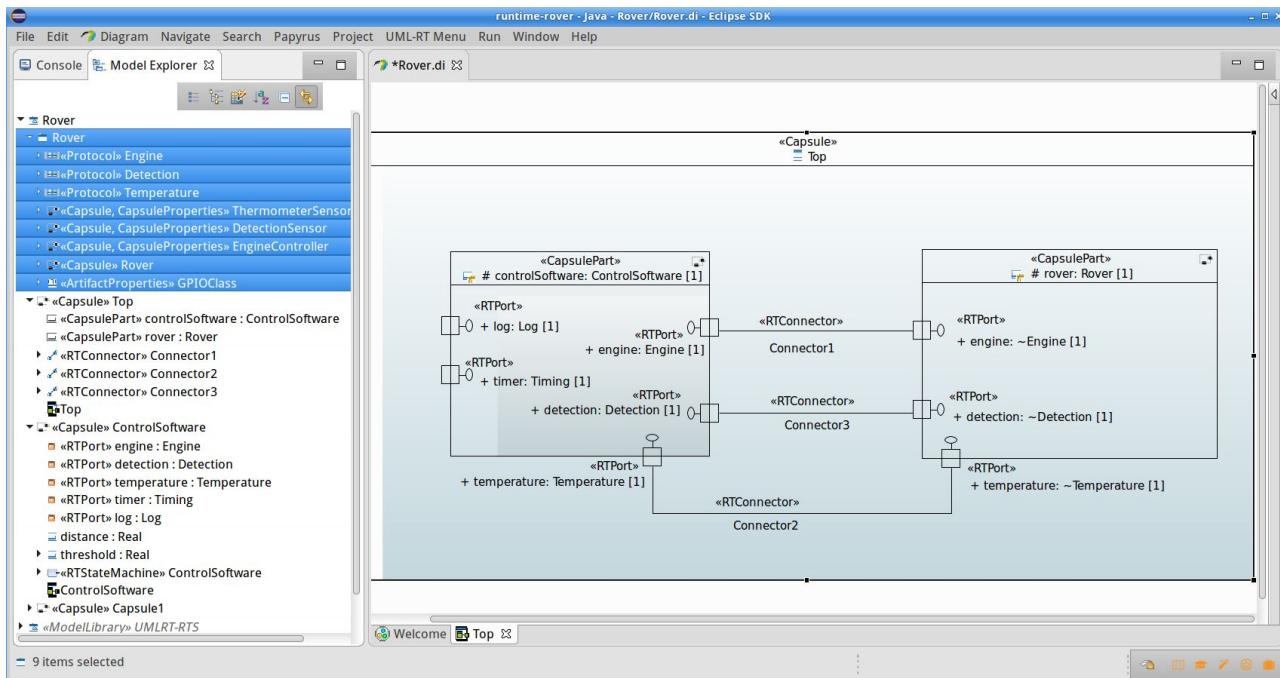 runtime-rover - Java - Rover/Rover.di - Eclipse SDK
File Edit Diagram Navigate Search Papyrus Project UML-RT Menu Run Window Help
Console Model Explorer
*Rover.di
Rover
Rover
«Protocol» Engine
«Protocol» Detection
«Protocol» Temperature
«Capsule, CapsuleProperties» ThermometerSensor
«Capsule, CapsuleProperties» DetectionSensor
«Capsule, CapsuleProperties» EngineController
«Capsule» Rover
«ArtifactProperties» GPIOClass
«Capsule» Top
«CapsulePart» controlSoftware : ControlSoftware
«CapsulePart» rover : Rover
«RTConnector» Connector1
«RTConnector» Connector2
«RTConnector» Connector3
Top
«Capsule» ControlSoftware
«RTPort» engine : Engine
«RTPort» detection : Detection
«RTPort» temperature : Temperature
«RTPort» timer : Timing
«RTPort» log : Log
distance : Real
threshold : Real
«RTStateMachine» ControlSoftware
ControlSoftware
«Capsule» Capsule1
«ModelLibrary» UMLRT-RTS
«Capsule»
Top
«CapsulePart»
# controlSoftware: ControlSoftware [1]
«RTPort»
+ log: Log [1]
«RTPort»
+ engine: Engine [1]
«RTPort»
+ timer: Timing [1]
«RTPort»
+ detection: Detection [1]
«RTPort»
+ temperature: Temperature [1]
«RTConnector»
Connector1
«RTConnector»
Connector3
«RTConnector»
Connector2
«CapsulePart»
# rover: Rover [1]
«RTPort»
+ engine: ~Engine [1]
«RTPort»
+ detection: ~Detection [1]
«RTPort»
+ temperature: ~Temperature [1]
Welcome Top
9 items selected